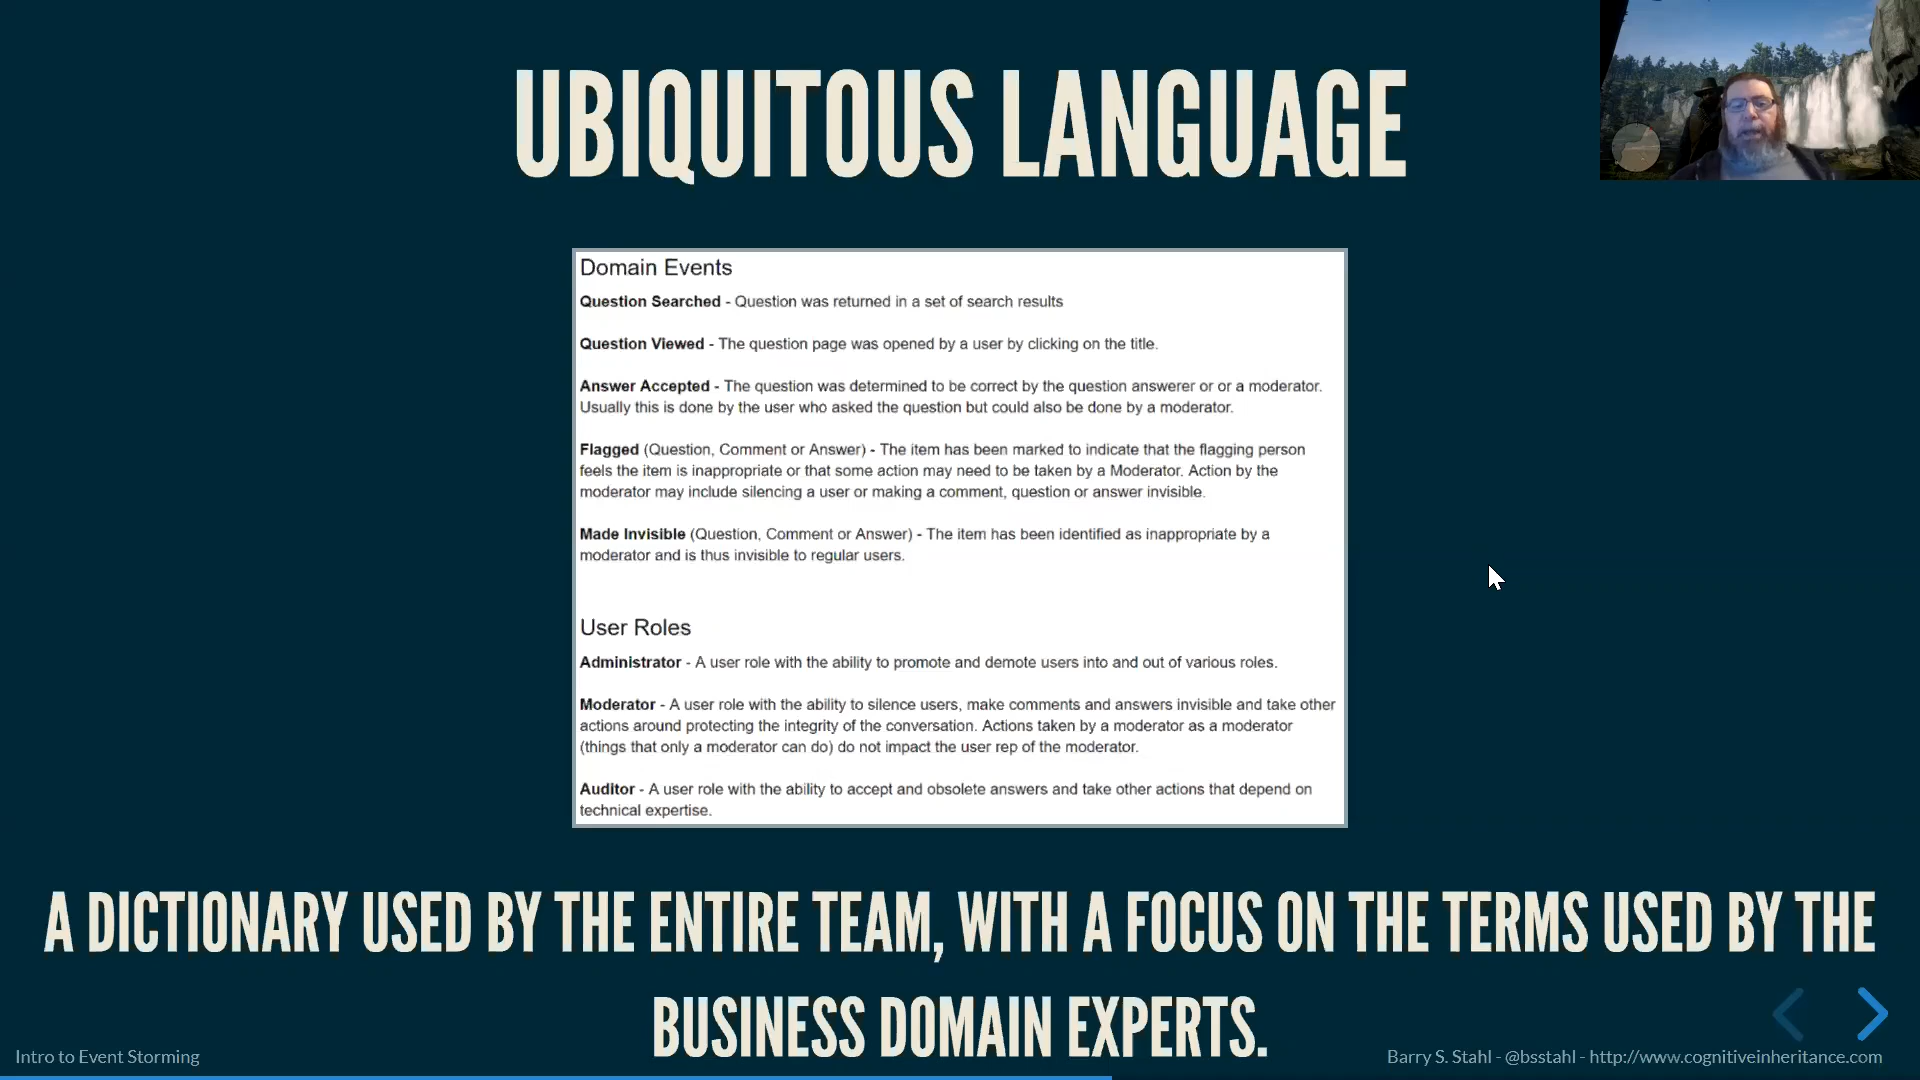 UBIQUITOUS LANGUAGE
Domain Events
Question Searched - Question was returned in a set of search results
Question Viewed - The question page was opened by a user by clicking on the title.
Answer Accepted - The question was determined to be correct by the question answerer or or a moderator.
Usually this is done by the user who asked the question but could also be done by a moderator.
Flagged (Question, Comment or Answer) - The item has been marked to indicate that the flagging person
feels the item is inappropriate or that some action may need to be taken by a Moderator. Action by the
moderator may include silencing a user or making a comment, question or answer invisible.
Made Invisible (Question, Comment or Answer) - The item has been identified as inappropriate by a
moderator and is thus invisible to regular users.
User Roles
Administrator - A user role with the ability to promote and demote users into and out of various roles.
Moderator - A user role with the ability to silence users, make comments and answers invisible and take other
actions around protecting the integrity of the conversation. Actions taken by a moderator as a moderator
(things that only a moderator can do) do not impact the user rep of the moderator.
Auditor - A user role with the ability to accept and obsolete answers and take other actions that depend on
technical expertise.
A DICTIONARY USED BY THE ENTIRE TEAM, WITH A FOCUS ON THE TERMS USED BY THE
BUSINESS DOMAIN EXPERTS.
Intro to Event Storming
Barry S. Stahl - @bsstahl - http://www.cognitiveinheritance.com